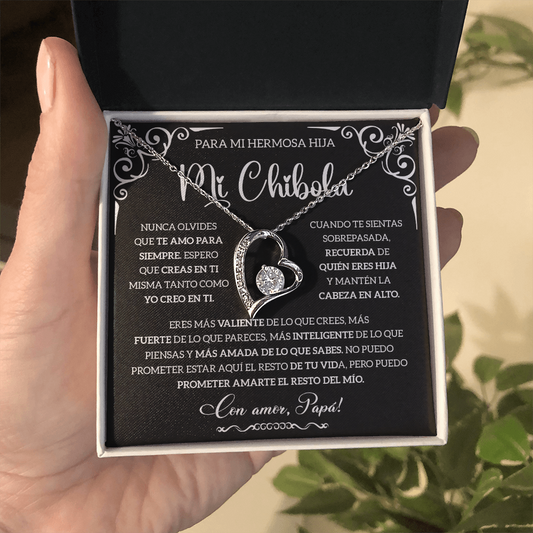 PARA MI HERMOSA HIJA
Mi Chibola
NUNCA OLVIDES
QUE TE AMO PARA
SIEMPRE. ESPERO
QUE CREAS EN TI
MISMA TANTO COMO
YO CREO EN TI.
CUANDO TE SIENTAS
SOBREPASADA,
RECUERDA DE
QUIÉN ERES HIJA
Y MANTÉN LA
CABEZA EN ALTO.
ERES MÁS VALIENTE DE LO QUE CREES, MÁS
FUERTE DE LO QUE PARECES, MÁS INTELIGENTE DE LO QUE
PIENSAS Y MÁS AMADA DE LO QUE SABES. NO PUEDO
PROMETER ESTAR AQUÍ EL RESTO DE TU VIDA, PERO PUEDO
PROMETER AMARTE EL RESTO DEL MÍO.
Con amor, Papá!